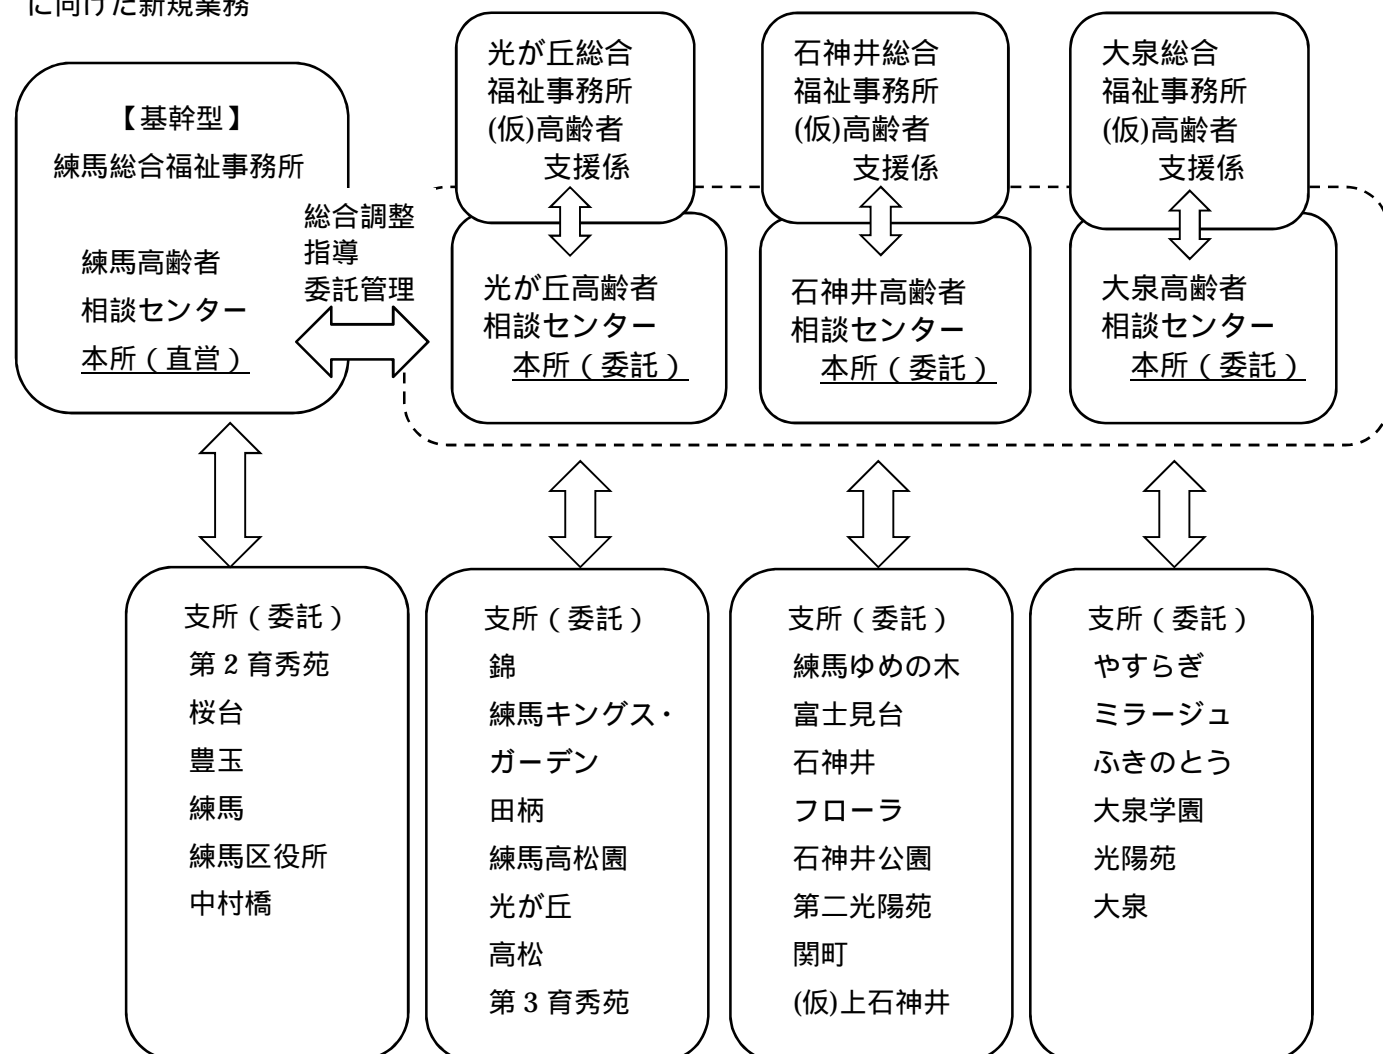 に向けた新規業務
【基幹型】
練馬総合福祉事務所
練馬高齢者
相談センター
本所（直営）
総合調整
指導
委託管理
光が丘総合
福祉事務所
(仮)高齢者
支援係
光が丘高齢者
相談センター
本所（委託）
石神井総合
福祉事務所
(仮)高齢者
支援係
石神井高齢者
相談センター
本所（委託）
大泉総合
福祉事務所
(仮)高齢者
支援係
大泉高齢者
相談センター
本所（委託）
支所（委託）
第２育秀苑
桜台
豊玉
練馬
練馬区役所
中村橋
支所（委託）
錦
練馬キングス・
ガーデン
田柄
練馬高松園
光が丘
高松
第３育秀苑
支所（委託）
練馬ゆめの木
富士見台
石神井
フローラ
石神井公園
第二光陽苑
関町
(仮)上石神井
支所（委託）
やすらぎ
ミラージュ
ふきのとう
大泉学園
光陽苑
大泉